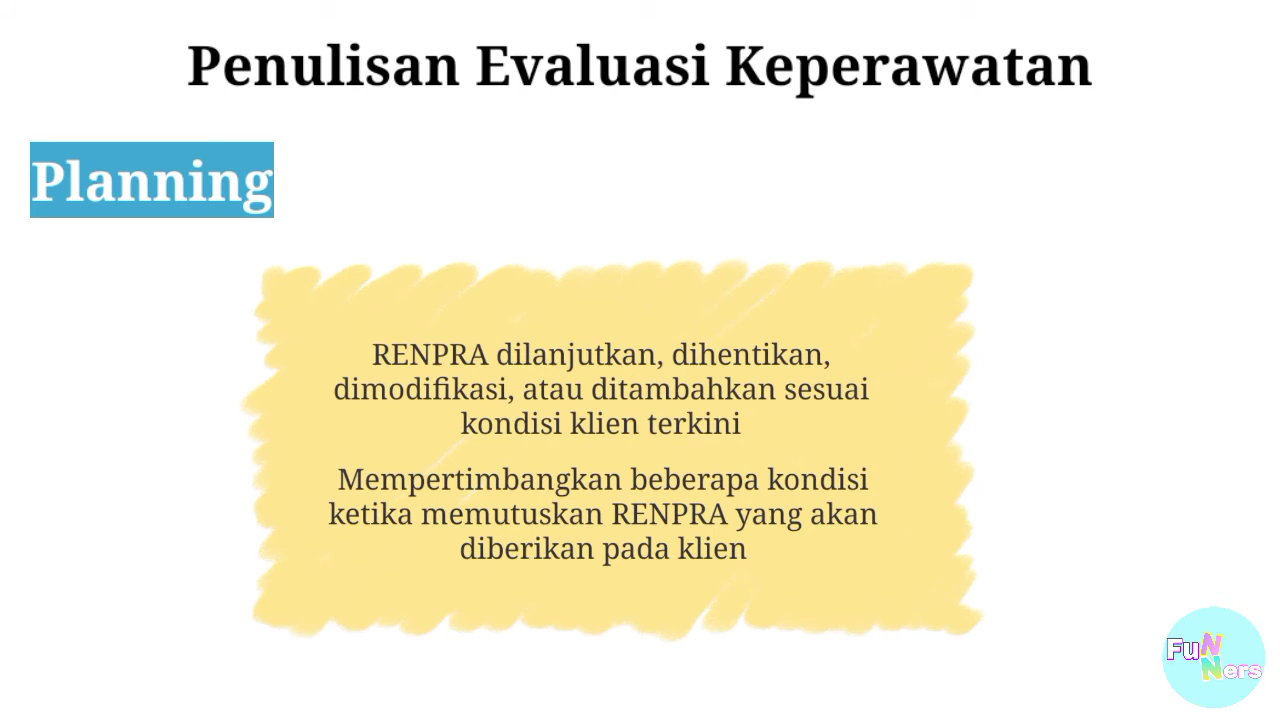 Penulisan Evaluasi Keperawatan
Planning
RENPRA dilanjutkan, dihentikan,
dimodifikasi, atau ditambahkan sesuai
kondisi klien terkini
Mempertimbangkan beberapa kondisi
ketika memutuskan RENPRA yang akan
diberikan pada klien
FuN
Ners